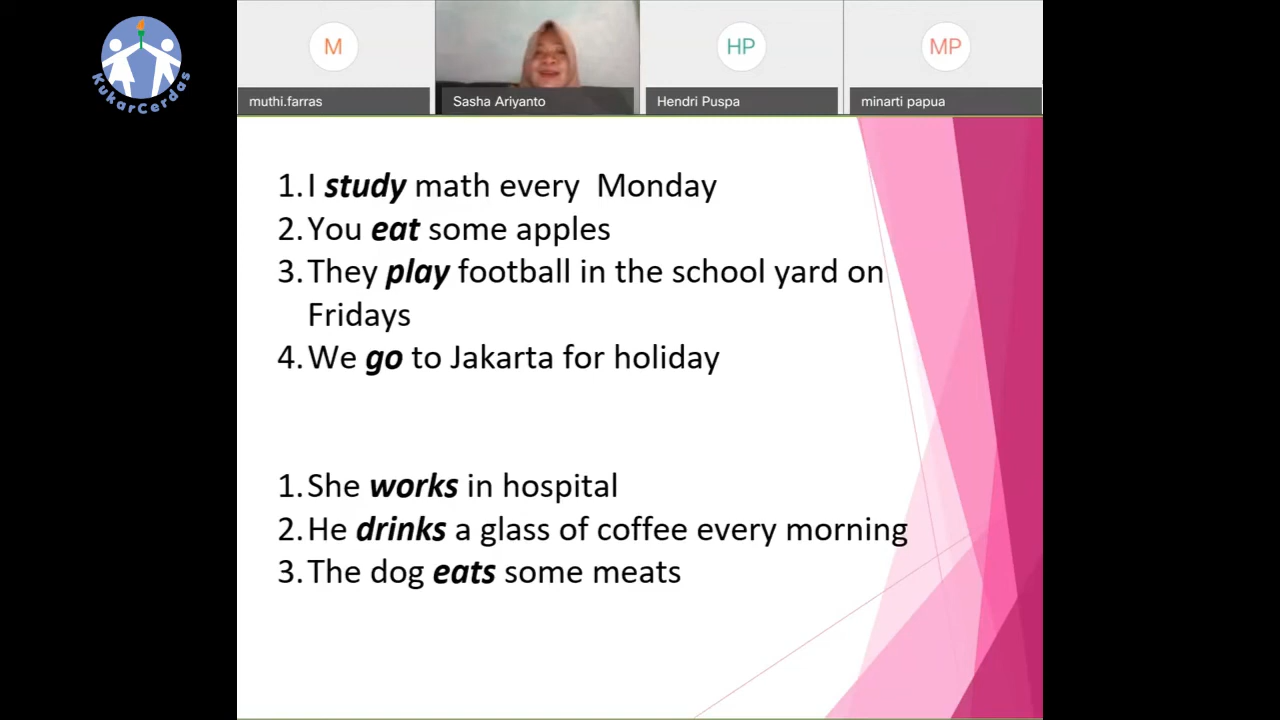 KukarCerdas
M
HP
MP
muthi.farras
Sasha Ariyanto
Hendri Puspa
minarti papua
1. I study math every Monday
2. You eat some apples
3. They play football in the school yard on
Fridays
4. We go to Jakarta for holiday
1. She works in hospital
2. He drinks a glass of coffee every morning
3. The dog eats some meats